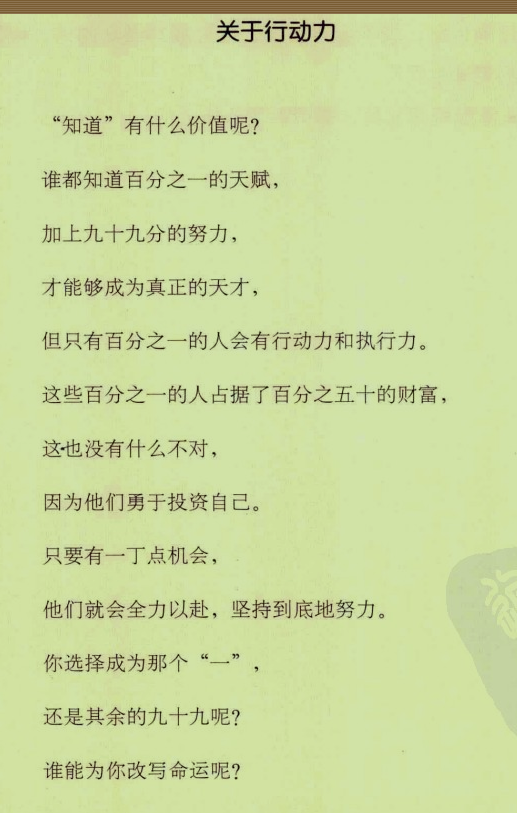 关于行动力
“知道”有什么价值呢?
谁都知道百分之一的天赋，
加上九十九分的努力，
才能够成为真正的天才，
但只有百分之一的人会有行动力和执行力。
这些百分之一的人占据了百分之五十的财富，
这也没有什么不对，
因为他们勇于投资自己。
只要有一丁点机会，
他们就会全力以赴，坚持到底地努力。
你选择成为那个“一”，
还是其余的九十九呢?
谁能为你改写命运呢?